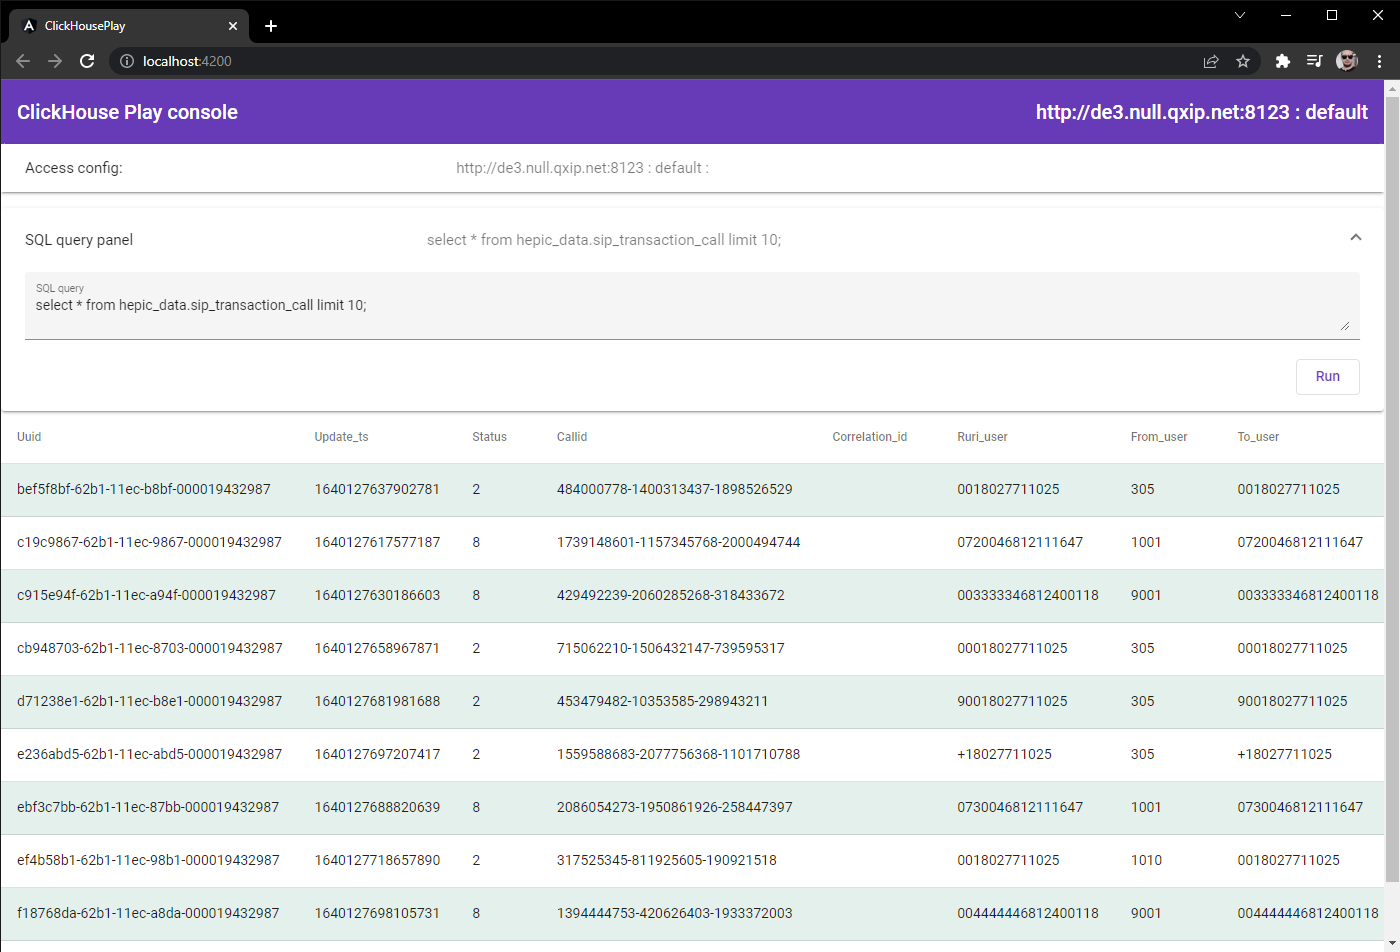 ClickHousePlay
localhost:4200
ClickHouse Play console http://de3.null.qxip.net:8123 : default
Access config: http://de3.null.qxip.net:8123 : default :
SQL query panel select * from hepic_data.sip_transaction_call limit 10;
SQL query
select * from hepic_data.sip_transaction_call limit 10;
Run
Uuid Update_ts Status Callid Correlation_id Ruri_user From_user To_user
bef5f8bf-62b1-11ec-b8bf-000019432987 1640127637902781 2 484000778-1400313437-1898526529 0018027711025 305 0018027711025
c19c9867-62b1-11ec-9867-000019432987 1640127617577187 8 1739148601-1157345768-2000494744 0720046812111647 1001 0720046812111647
c915e94f-62b1-11ec-a94f-000019432987 1640127630186603 8 429492239-2060285268-318433672 003333346812400118 9001 003333346812400118
cb948703-62b1-11ec-8703-000019432987 1640127658967871 2 715062210-1506432147-739595317 00018027711025 305 00018027711025
d71238e1-62b1-11ec-b8e1-000019432987 1640127681981688 2 453479482-10353585-298943211 90018027711025 305 90018027711025
e236abd5-62b1-11ec-abd5-000019432987 1640127697207417 2 1559588683-2077756368-1101710788 +18027711025 305 +18027711025
ebf3c7bb-62b1-11ec-87bb-000019432987 1640127688820639 8 2086054273-1950861926-258447397 0730046812111647 1001 0730046812111647
ef4b58b1-62b1-11ec-98b1-000019432987 1640127718657890 2 317525345-811925605-190921518 0018027711025 1010 0018027711025
f18768da-62b1-11ec-a8da-000019432987 1640127698105731 8 1394444753-420626403-1933372003 004444446812400118 9001 004444446812400118